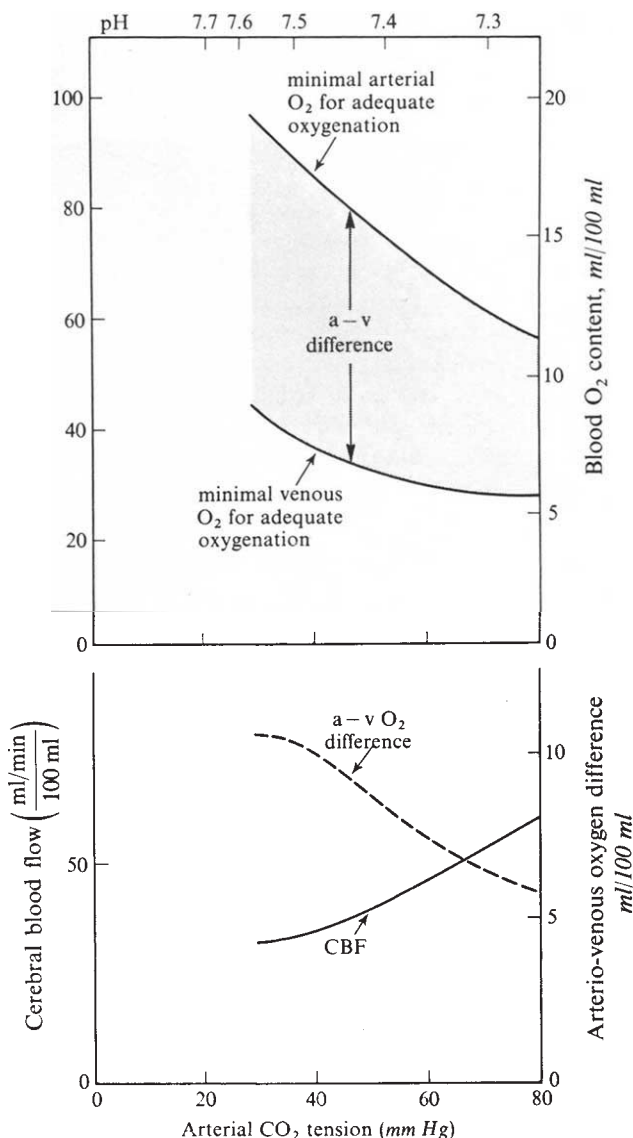 pH 7.7 7.6 7.5 7.4 7.3
minimal arterial
O₂ for adequate
oxygenation
100
80
60
40
20
0
20
15
10
5
0
Blood O₂ content, ml/100 ml
a – v
difference
minimal venous
O₂ for adequate
oxygenation
Cerebral blood flow (ml/min / 100 ml)
50
0
a – v O₂
difference
CBF
10
5
0
Arterio-venous oxygen difference
ml/100 ml
0 20 40 60 80
Arterial CO₂ tension (mm Hg)